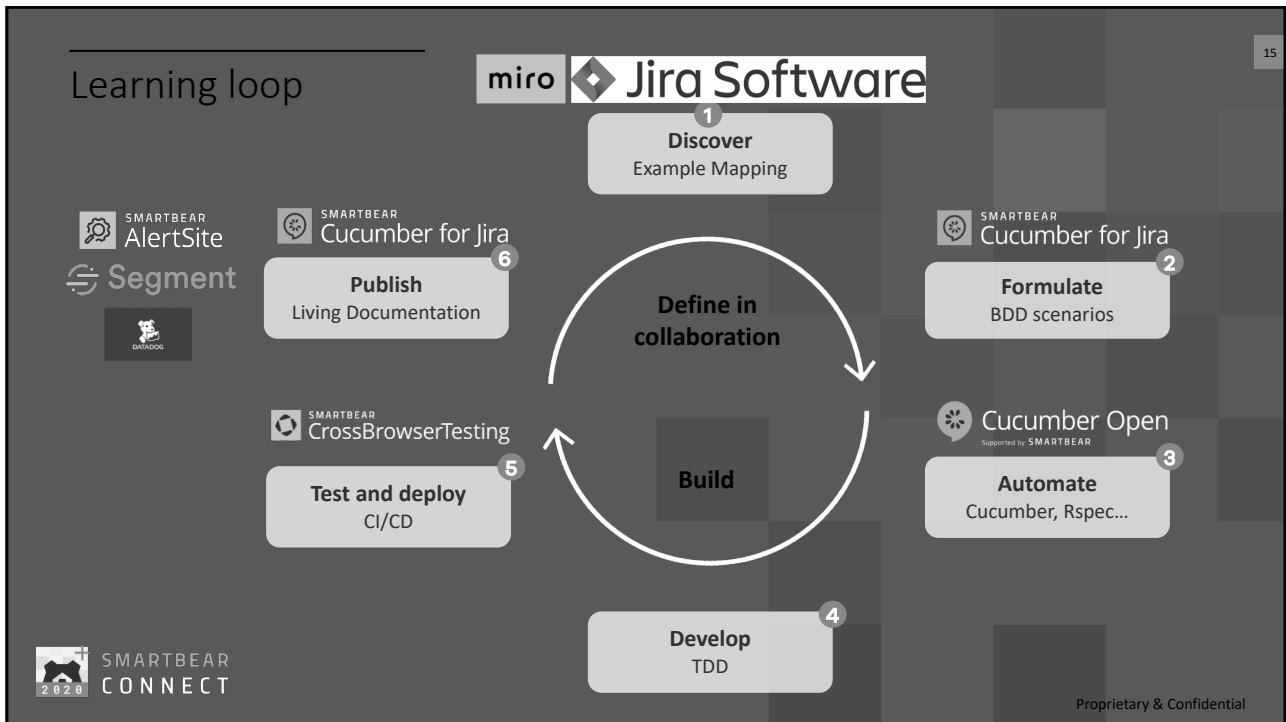 15
Learning loop
miro
Jira Software
1
Discover
Example Mapping
SMARTBEAR
AlertSite
Segment
DATADOG
SMARTBEAR
Cucumber for Jira
6
Publish
Living Documentation
Define in
collaboration
SMARTBEAR
Cucumber for Jira
2
Formulate
BDD scenarios
SMARTBEAR
CrossBrowserTesting
5
Test and deploy
CI/CD
Build
Cucumber Open
Supported by SMARTBEAR
3
Automate
Cucumber, Rspec...
4
Develop
TDD
2020
SMARTBEAR
CONNECT
Proprietary & Confidential